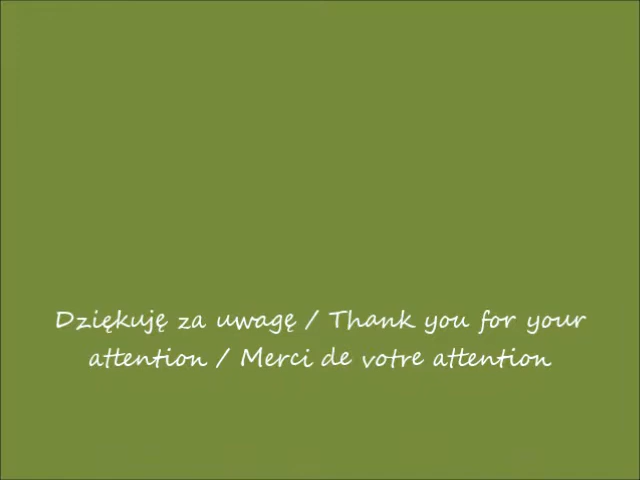 Dziękuję za uwagę / Thank you for your
attention / Merci de votre attention